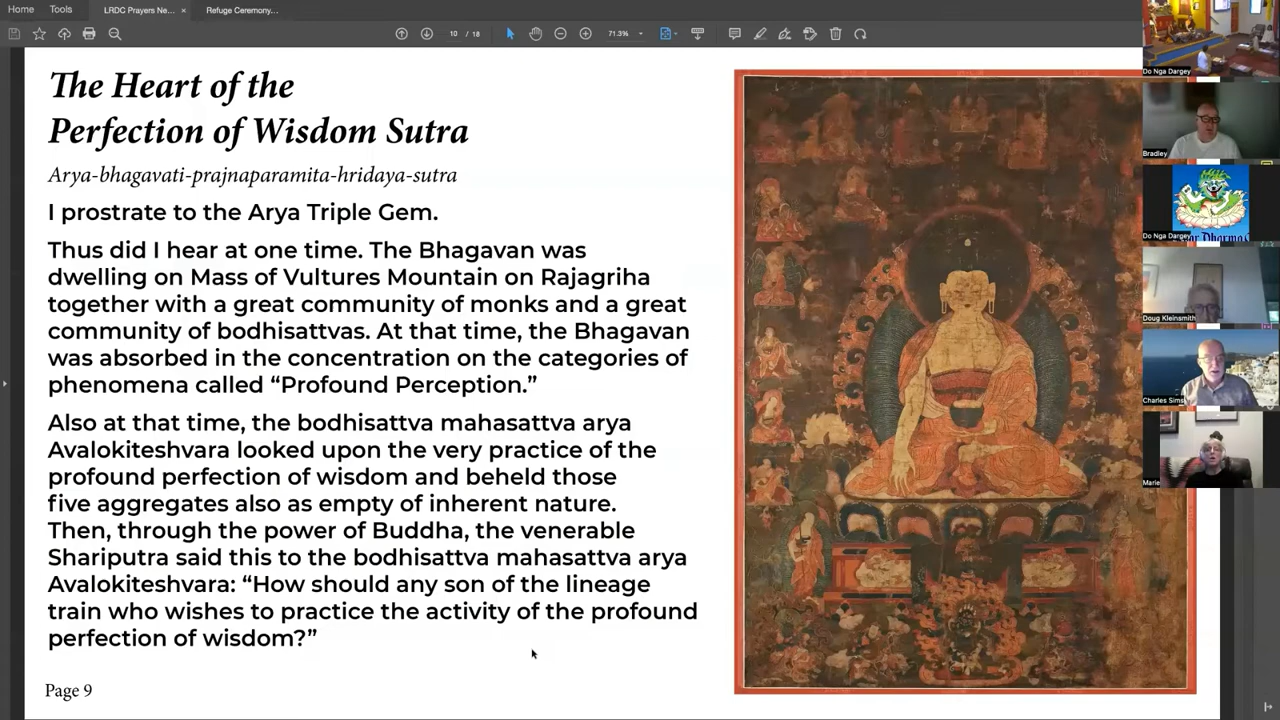 Home Tools LRDC Prayers Ne... × Refuge Ceremony...
10 / 18 71.3%
The Heart of the
Perfection of Wisdom Sutra
Arya-bhagavati-prajnaparamita-hridaya-sutra
I prostrate to the Arya Triple Gem.
Thus did I hear at one time. The Bhagavan was
dwelling on Mass of Vultures Mountain on Rajagriha
together with a great community of monks and a great
community of bodhisattvas. At that time, the Bhagavan
was absorbed in the concentration on the categories of
phenomena called “Profound Perception.”
Also at that time, the bodhisattva mahasattva arya
Avalokiteshvara looked upon the very practice of the
profound perfection of wisdom and beheld those
five aggregates also as empty of inherent nature.
Then, through the power of Buddha, the venerable
Shariputra said this to the bodhisattva mahasattva arya
Avalokiteshvara: “How should any son of the lineage
train who wishes to practice the activity of the profound
perfection of wisdom?”
Page 9
Do Nga Dargey
Bradley
Do Nga Dargey
Doug Kleinsmith
Charles Sims
Marie